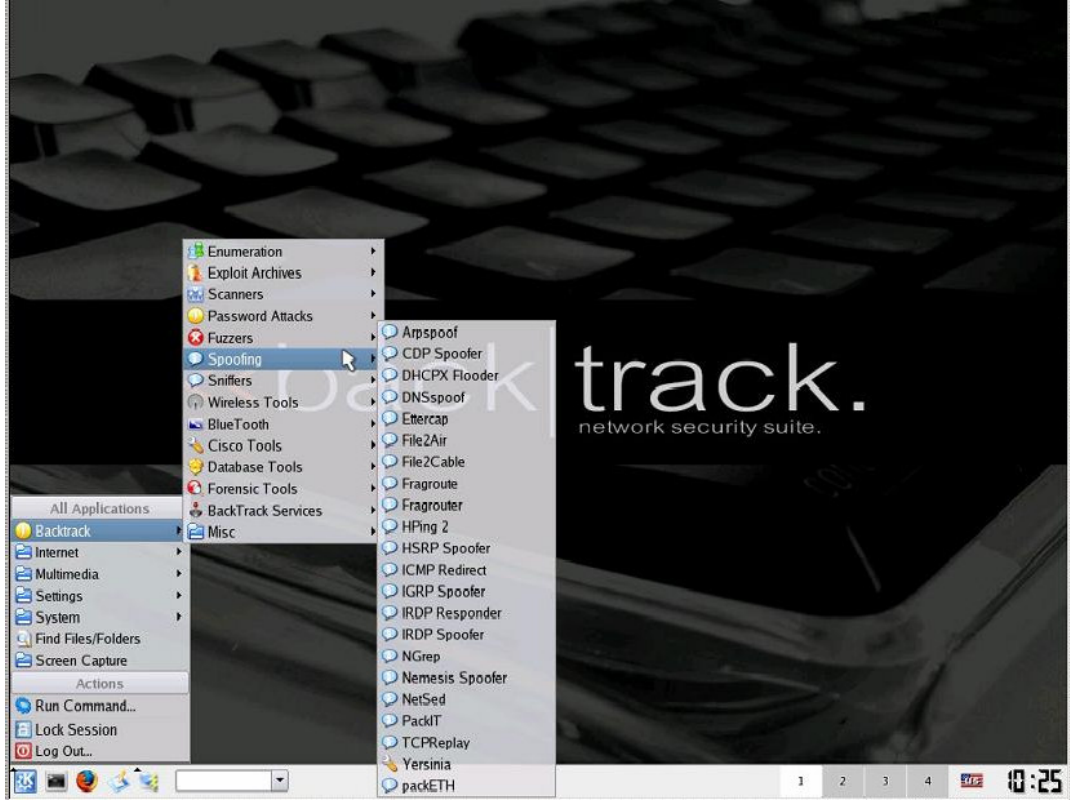 Enumeration
Exploit Archives
Scanners
Password Attacks
Fuzzers
Spoofing
Sniffers
Wireless Tools
BlueTooth
Cisco Tools
Database Tools
Forensic Tools
BackTrack Services
Misc
Arpspoof
CDP Spoofer
DHCPX Flooder
DNSspoof
Ettercap
File2Air
File2Cable
Fragroute
Fragrouter
HPing 2
HSRP Spoofer
ICMP Redirect
IGRP Spoofer
IRDP Responder
IRDP Spoofer
NGrep
Nemesis Spoofer
NetSed
PackIT
TCPReplay
Yersinia
packETH
back|track.
network security suite.
All Applications
Backtrack
Internet
Multimedia
Settings
System
Find Files/Folders
Screen Capture
Actions
Run Command...
Lock Session
Log Out...
1 2 3 4 us 10:25